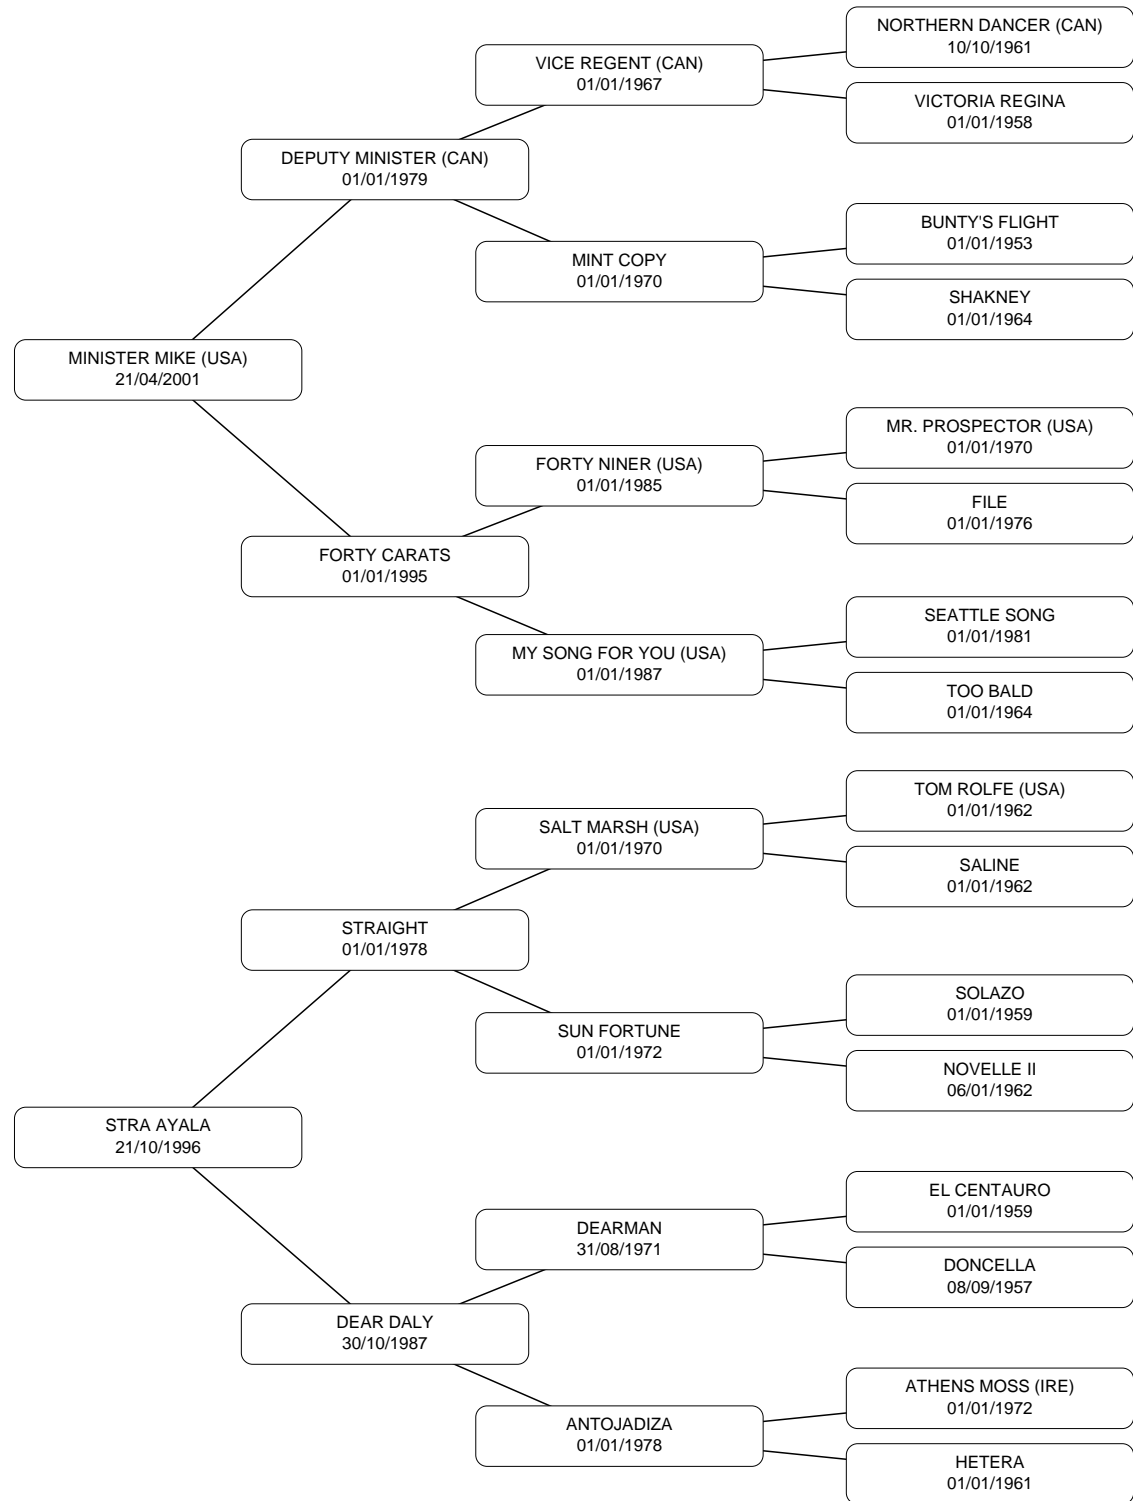 NORTHERN DANCER (CAN)
10/10/1961
VICE REGENT (CAN)
01/01/1967
VICTORIA REGINA
01/01/1958
DEPUTY MINISTER (CAN)
01/01/1979
BUNTY'S FLIGHT
01/01/1953
MINT COPY
01/01/1970
SHAKNEY
01/01/1964
MINISTER MIKE (USA)
21/04/2001
MR. PROSPECTOR (USA)
01/01/1970
FORTY NINER (USA)
01/01/1985
FILE
01/01/1976
FORTY CARATS
01/01/1995
SEATTLE SONG
01/01/1981
MY SONG FOR YOU (USA)
01/01/1987
TOO BALD
01/01/1964
TOM ROLFE (USA)
01/01/1962
SALT MARSH (USA)
01/01/1970
SALINE
01/01/1962
STRAIGHT
01/01/1978
SOLAZO
01/01/1959
SUN FORTUNE
01/01/1972
NOVELLE II
06/01/1962
STRA AYALA
21/10/1996
EL CENTAURO
01/01/1959
DEARMAN
31/08/1971
DONCELLA
08/09/1957
DEAR DALY
30/10/1987
ATHENS MOSS (IRE)
01/01/1972
ANTOJADIZA
01/01/1978
HETERA
01/01/1961